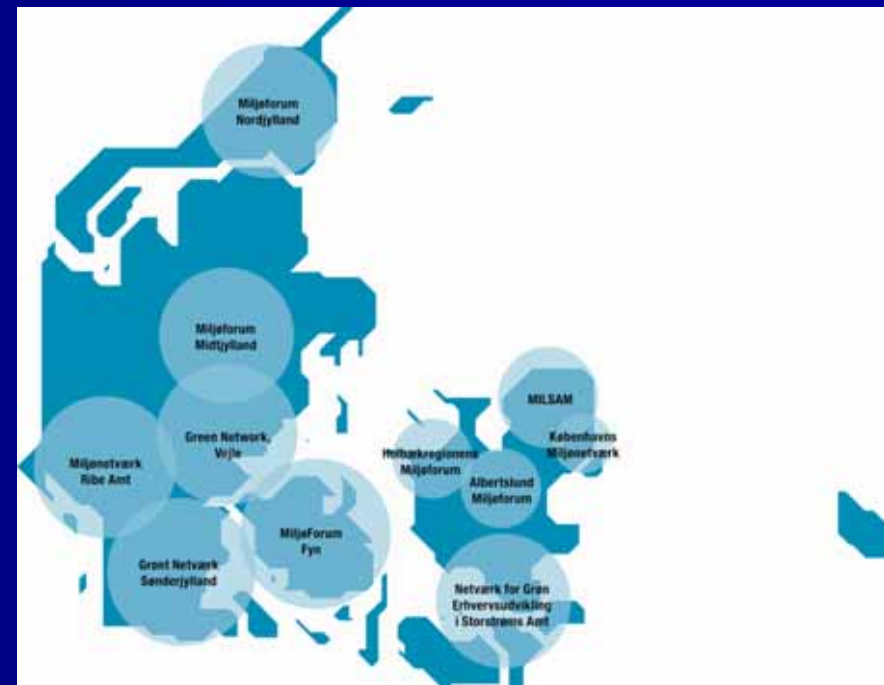 Miljøforum
Nordjylland
Miljøforum
Midtjylland
Green Network,
Vejle
Miljønetværk
Ribe Amt
Grønt Netværk
Sønderjylland
MiljøForum
Fyn
MILSAM
Københavns
Miljønetværk
Holbækregionens
Miljøforum
Albertslund
Miljøforum
Netværk for Grøn
Erhvervsudvikling
i Storstrøms Amt